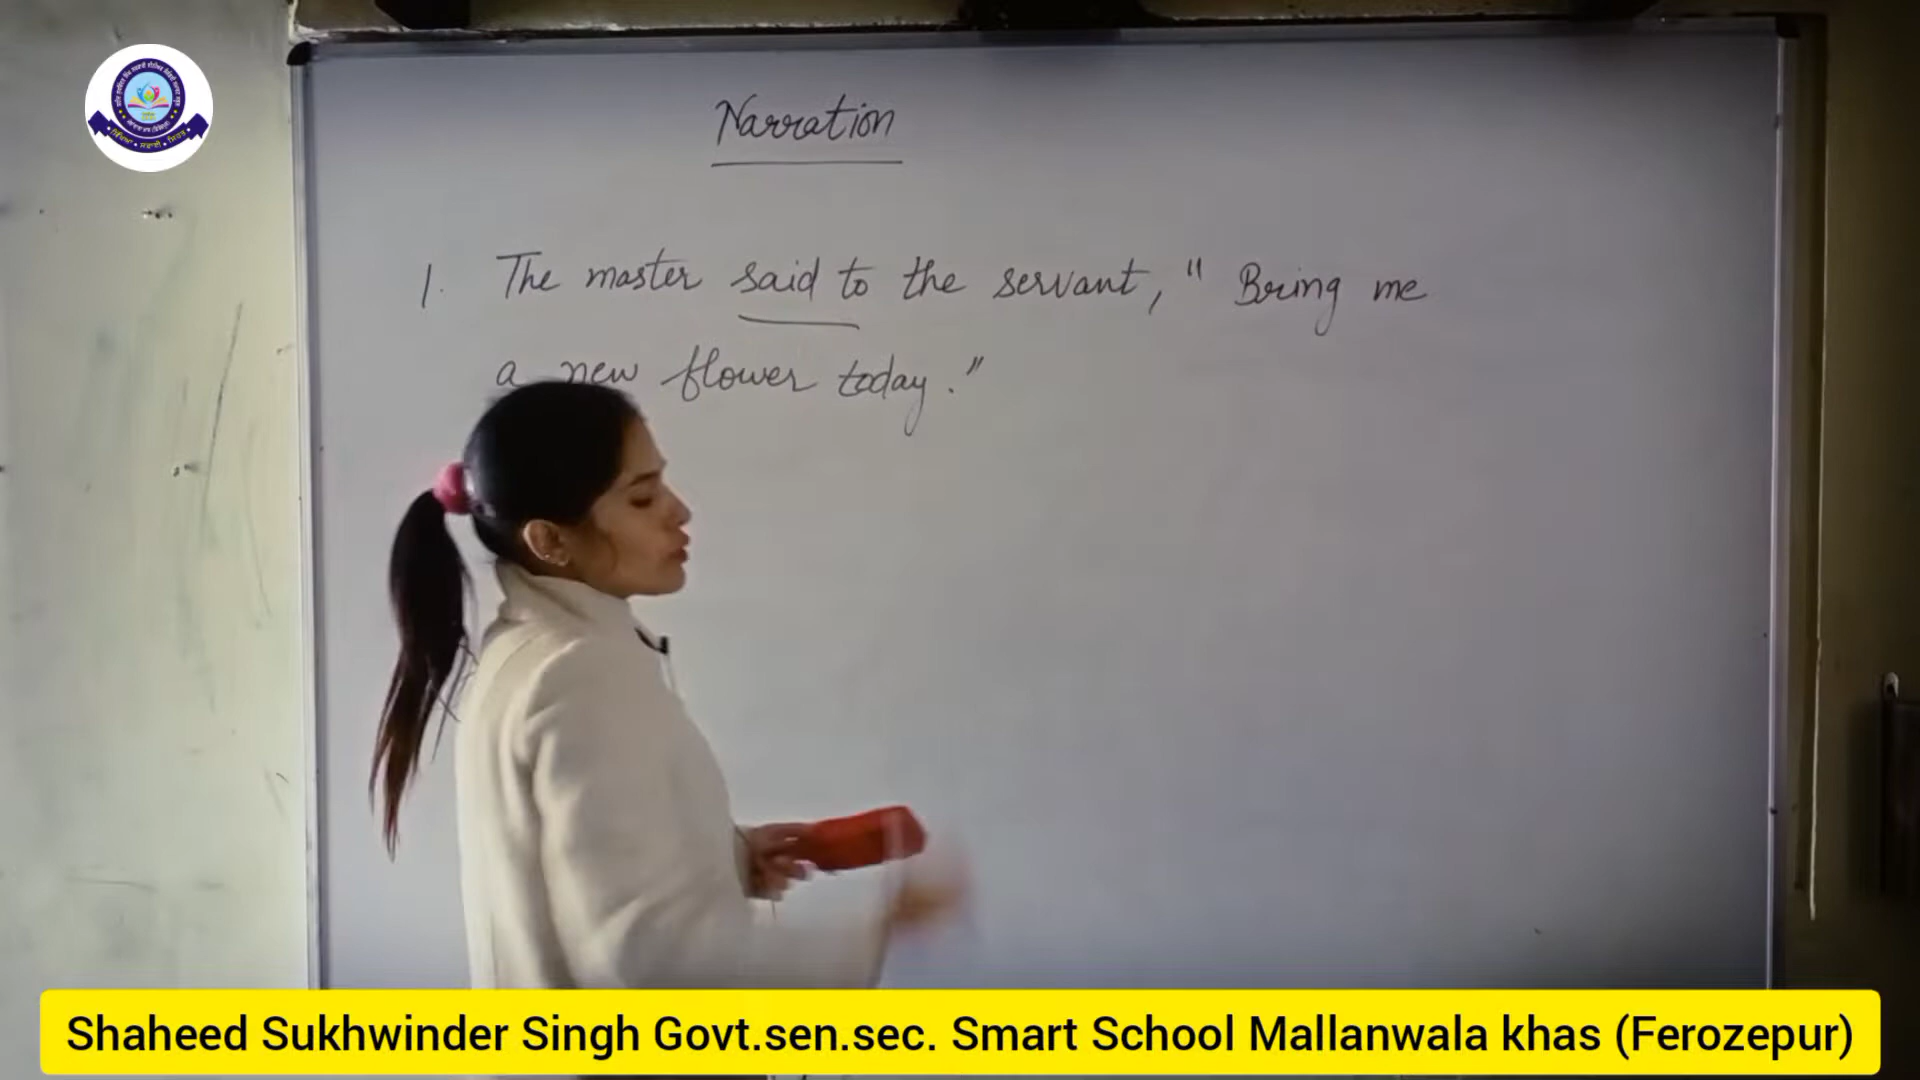 Narration
1. The master said to the servant, " Bring me
a new flower today."
Shaheed Sukhwinder Singh Govt.sen.sec. Smart School Mallanwala khas (Ferozepur)